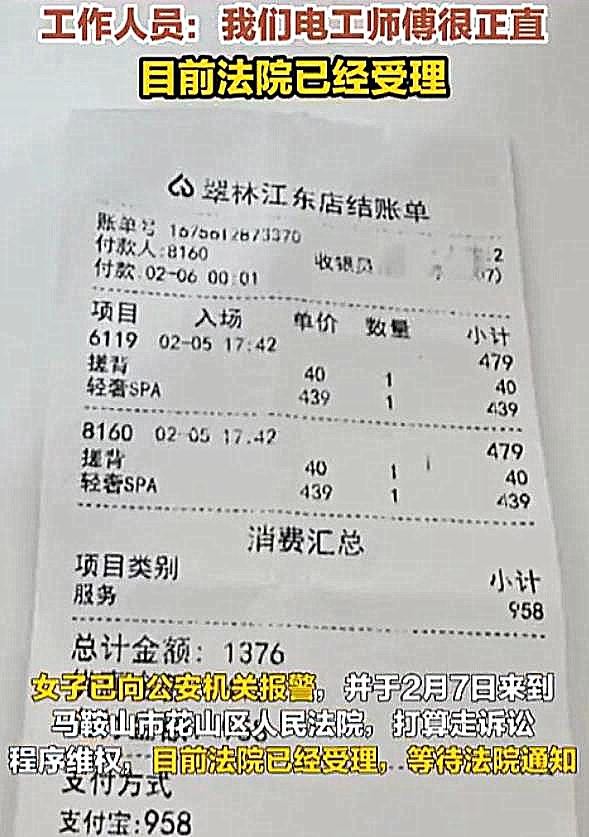 工作人员：我们电工师傅很正直
目前法院已经受理
翠林江东店结账单
账单号 1675612873370 2
付款人:8160 收银员 7)
付款 02-06 00:01
项目 入场 单价 数量 小计
6119 02-05 17:42 479
搓背 40 1 40
轻奢SPA 439 1 439
8160 02-05 17.42 479
搓背 40 1 40
轻奢SPA 439 1 439
消费汇总
项目类别 小计
服务 958
总计金额: 1376
女子已向公安机关报警，并于2月7日来到
马鞍山市花山区人民法院，打算走诉讼
程序维权，目前法院已经受理，等待法院通知
支付方式
支付宝:958